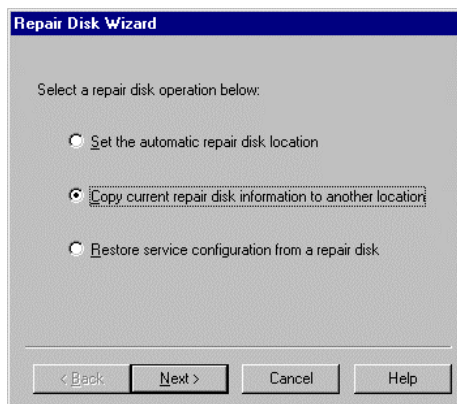 Repair Disk Wizard
Select a repair disk operation below:
Set the automatic repair disk location
Copy current repair disk information to another location
Restore service configuration from a repair disk
< Back Next > Cancel Help